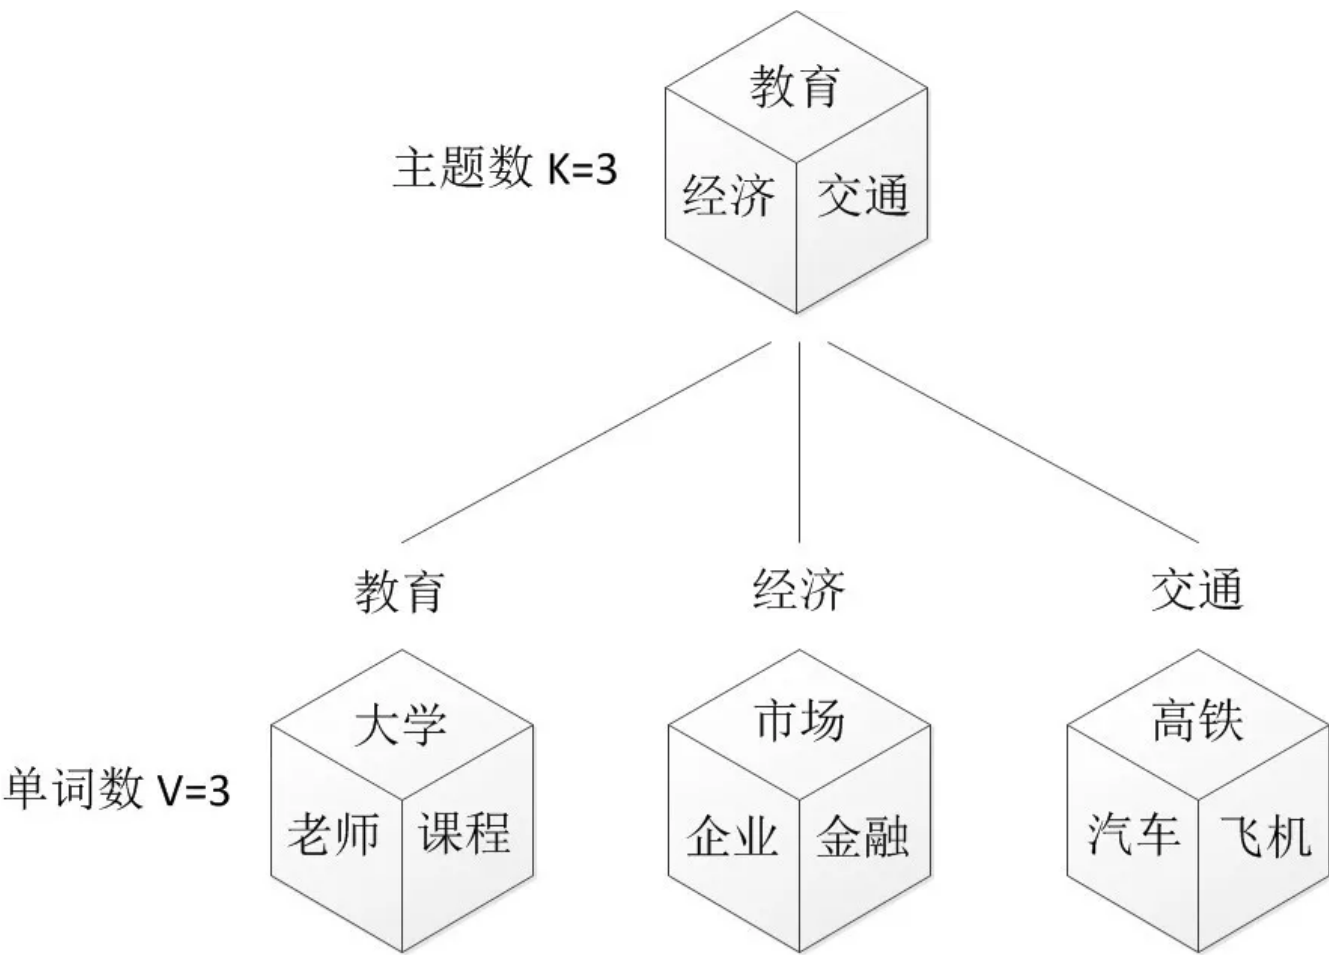 教育
主题数 K=3
经济 交通
教育 经济 交通
大学 市场 高铁
单词数 V=3
老师 课程 企业 金融 汽车 飞机